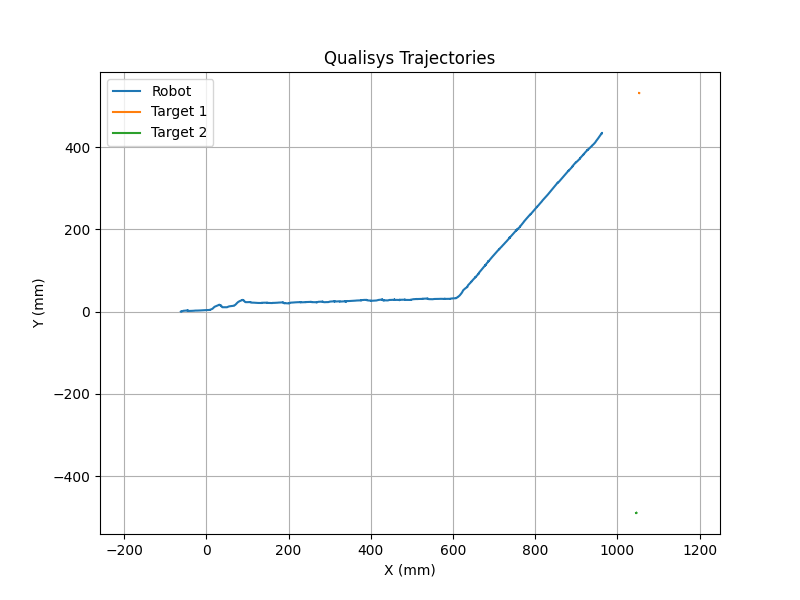 Qualisys Trajectories
Robot
Target 1
Target 2
400
200
0
−200
−400
Y (mm)
−200 0 200 400 600 800 1000 1200
X (mm)